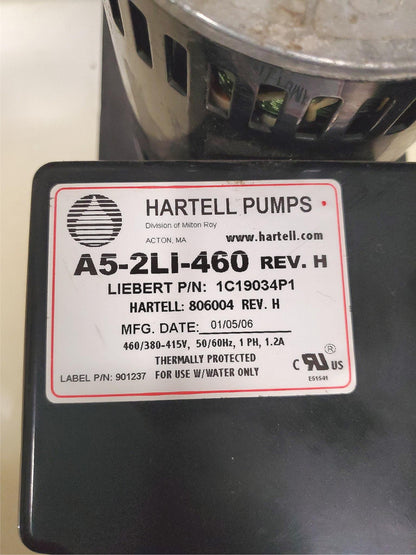 HARTELL PUMPS
Division of Milton Roy
ACTON, MA www.hartell.com
A5-2Li-460 REV. H
LIEBERT P/N: 1C19034P1
HARTELL: 806004 REV. H
MFG. DATE: 01/05/06
460/380-415V, 50/60Hz, 1 PH, 1.2A
THERMALLY PROTECTED
LABEL P/N: 901237 FOR USE W/WATER ONLY
C RU US ®
E51541